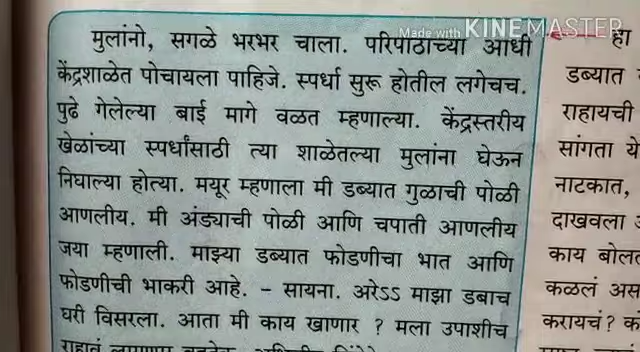 Made with KINEMASTER
मुलांनो, सगळे भरभर चाला. परिपाठाच्या आधी
केंद्रशाळेत पोचायला पाहिजे. स्पर्धा सुरू होतील लगेचच.
पुढे गेलेल्या बाई मागे वळत म्हणाल्या. केंद्रस्तरीय
खेळांच्या स्पर्धांसाठी त्या शाळेतल्या मुलांना घेऊन
निघाल्या होत्या. मयूर म्हणाला मी डब्यात गुळाची पोळी
आणलीय. मी अंड्याची पोळी आणि चपाती आणलीय
जया म्हणाली. माझ्या डब्यात फोडणीचा भात आणि
फोडणीची भाकरी आहे. – सायना. अरेऽऽ माझा डबाच
घरी विसरला. आता मी काय खाणार ? मला उपाशीच
हा
डब्यात
राहायची
सांगता
नाटकात,
दाखवला
काय
कळलं
करायचं?